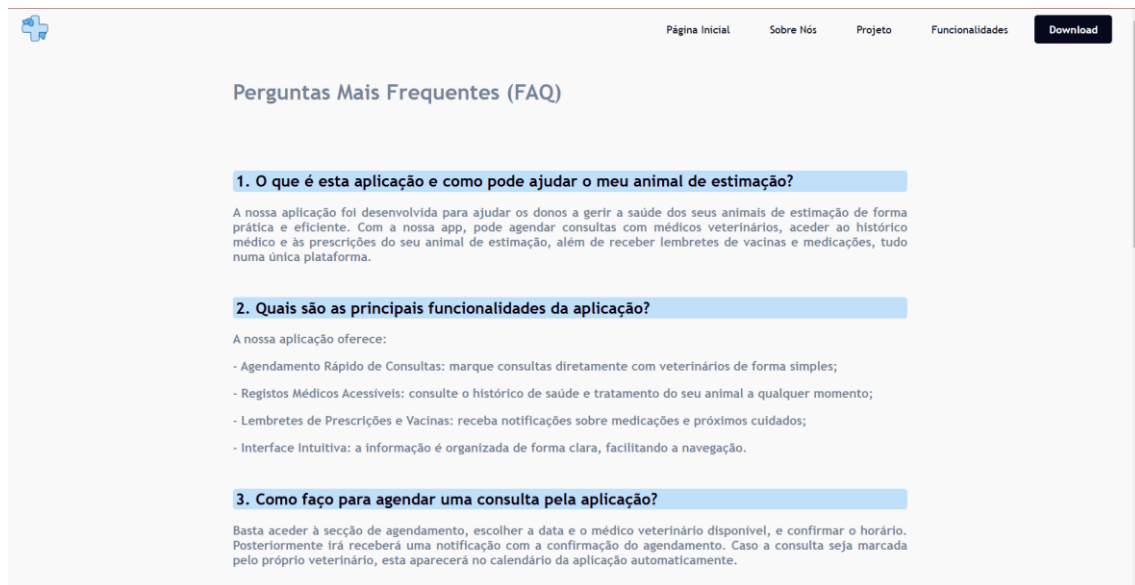 Página Inicial Sobre Nós Projeto Funcionalidades Download
Perguntas Mais Frequentes (FAQ)
1. O que é esta aplicação e como pode ajudar o meu animal de estimação?
A nossa aplicação foi desenvolvida para ajudar os donos a gerir a saúde dos seus animais de estimação de forma
prática e eficiente. Com a nossa app, pode agendar consultas com médicos veterinários, aceder ao histórico
médico e às prescrições do seu animal de estimação, além de receber lembretes de vacinas e medicações, tudo
numa única plataforma.
2. Quais são as principais funcionalidades da aplicação?
A nossa aplicação oferece:
- Agendamento Rápido de Consultas: marque consultas diretamente com veterinários de forma simples;
- Registos Médicos Acessíveis: consulte o histórico de saúde e tratamento do seu animal a qualquer momento;
- Lembretes de Prescrições e Vacinas: receba notificações sobre medicações e próximos cuidados;
- Interface Intuitiva: a informação é organizada de forma clara, facilitando a navegação.
3. Como faço para agendar uma consulta pela aplicação?
Basta aceder à secção de agendamento, escolher a data e o médico veterinário disponível, e confirmar o horário.
Posteriormente irá receberá uma notificação com a confirmação do agendamento. Caso a consulta seja marcada
pelo próprio veterinário, esta aparecerá no calendário da aplicação automaticamente.